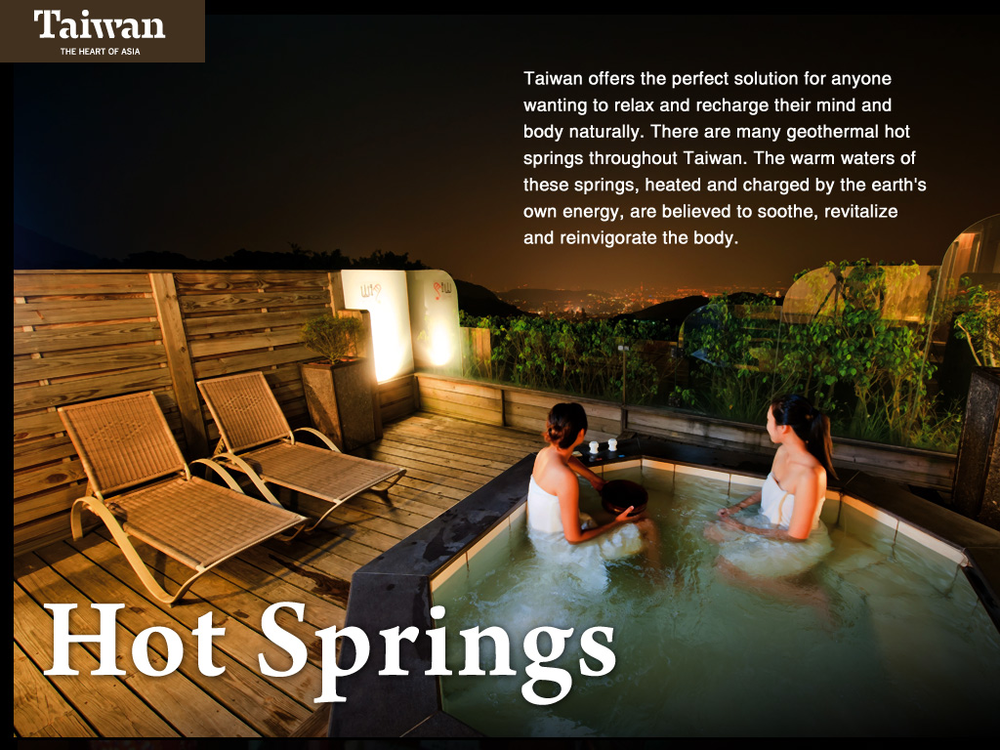 Taiwan
THE HEART OF ASIA
Taiwan offers the perfect solution for anyone
wanting to relax and recharge their mind and
body naturally. There are many geothermal hot
springs throughout Taiwan. The warm waters of
these springs, heated and charged by the earth's
own energy, are believed to soothe, revitalize
and reinvigorate the body.
Hot Springs